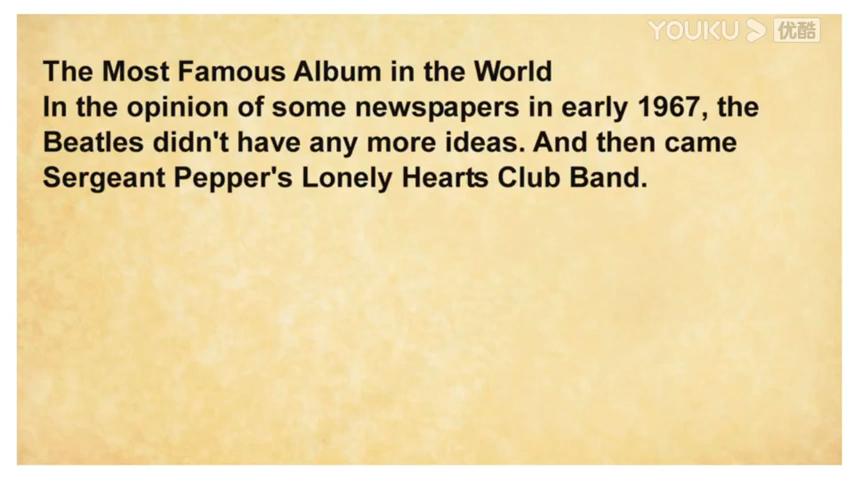 YOUKU 优酷
The Most Famous Album in the World
In the opinion of some newspapers in early 1967, the
Beatles didn't have any more ideas. And then came
Sergeant Pepper's Lonely Hearts Club Band.